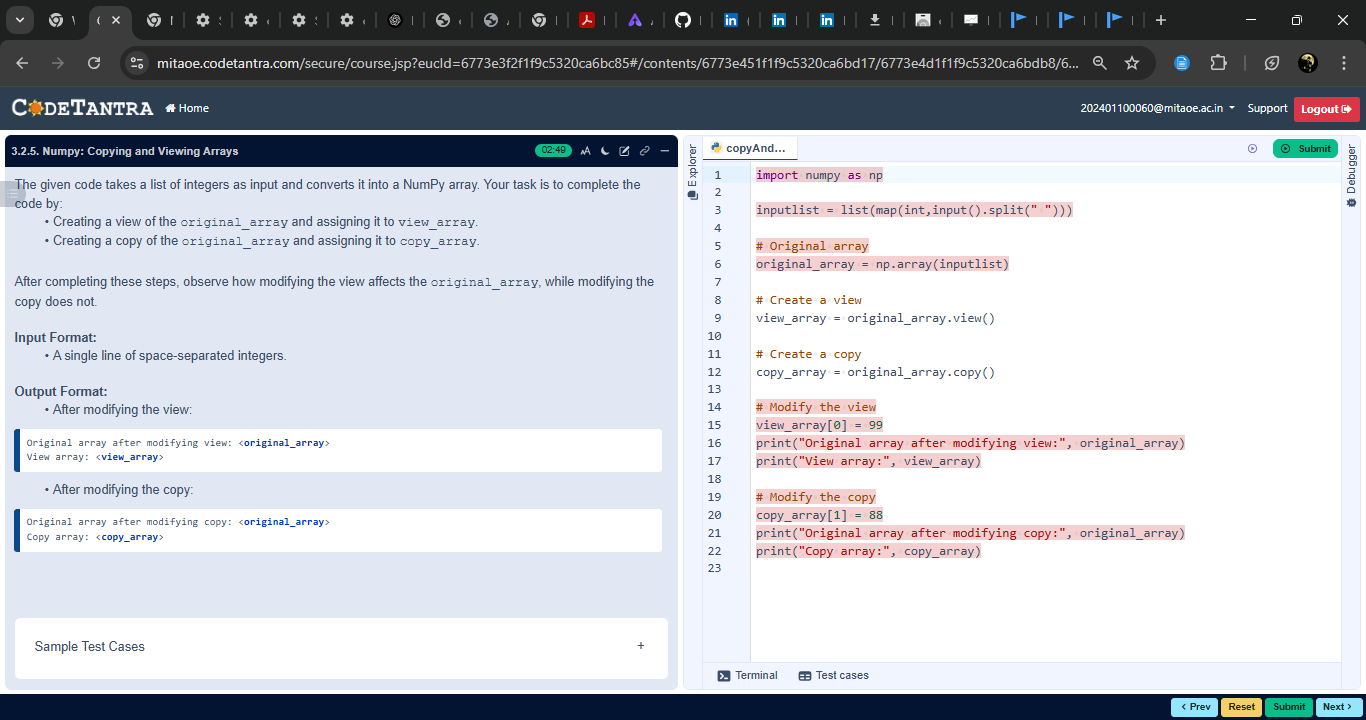 mitaoe.codetantra.com/secure/course.jsp?eucId=6773e3f2f1f9c5320ca6bc85#/contents/6773e451f1f9c5320ca6bd17/6773e4d1f1f9c5320ca6bdb8/6...
CODETANTRA Home
202401100060@mitaoe.ac.in Support Logout
3.2.5. Numpy: Copying and Viewing Arrays
02:49
The given code takes a list of integers as input and converts it into a NumPy array. Your task is to complete the
code by:
• Creating a view of the original_array and assigning it to view_array.
• Creating a copy of the original_array and assigning it to copy_array.
After completing these steps, observe how modifying the view affects the original_array, while modifying the
copy does not.
Input Format:
• A single line of space-separated integers.
Output Format:
• After modifying the view:
Original array after modifying view: <original_array>
View array: <view_array>
• After modifying the copy:
Original array after modifying copy: <original_array>
Copy array: <copy_array>
Sample Test Cases +
Explorer
copyAnd...
Submit
Debugger
1 import numpy as np
2
3 inputlist = list(map(int,input().split(" ")))
4
5 # Original array
6 original_array = np.array(inputlist)
7
8 # Create a view
9 view_array = original_array.view()
10
11 # Create a copy
12 copy_array = original_array.copy()
13
14 # Modify the view
15 view_array[0] = 99
16 print("Original array after modifying view:", original_array)
17 print("View array:", view_array)
18
19 # Modify the copy
20 copy_array[1] = 88
21 print("Original array after modifying copy:", original_array)
22 print("Copy array:", copy_array)
23
Terminal Test cases
< Prev Reset Submit Next >